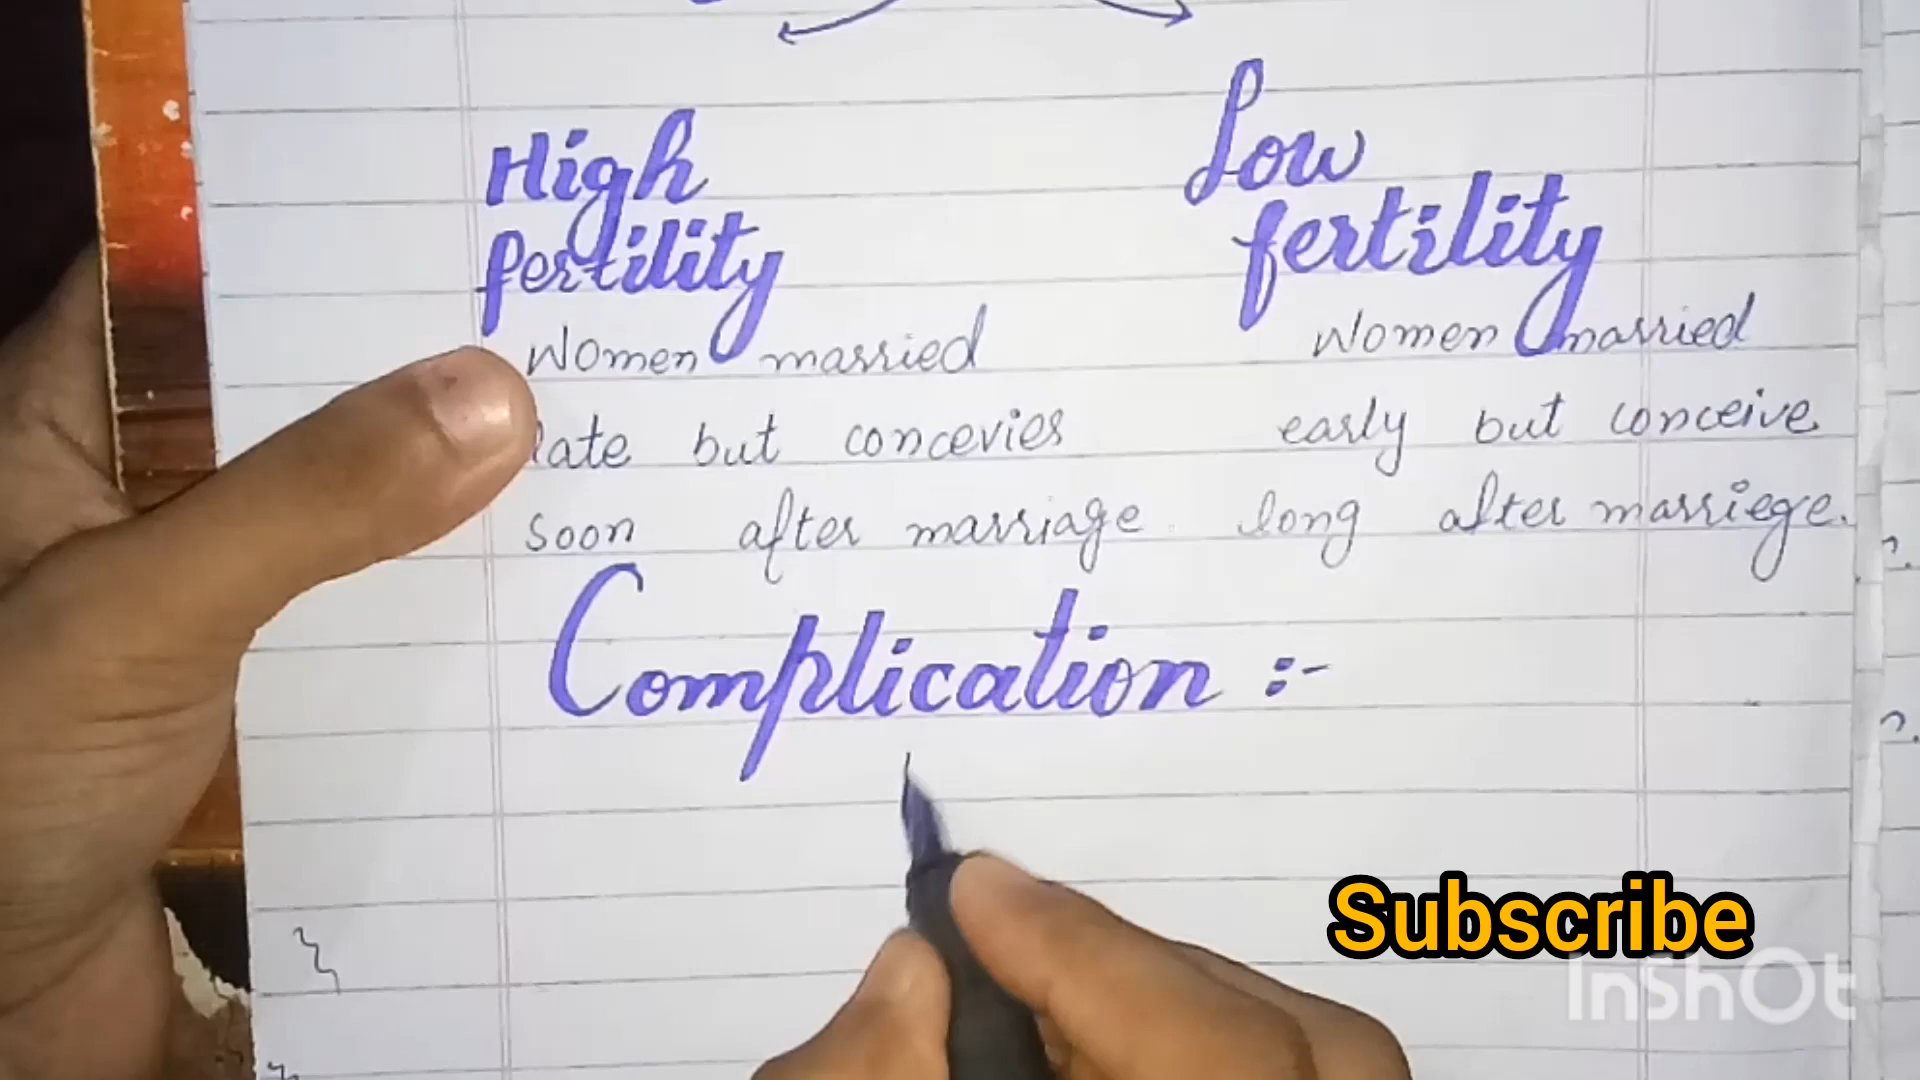 High
fertility
Women married
late but concevies
soon after marriage
Low
fertility
Women married
early but conceive
long after marriege.
Complication :-
Subscribe
InShOt